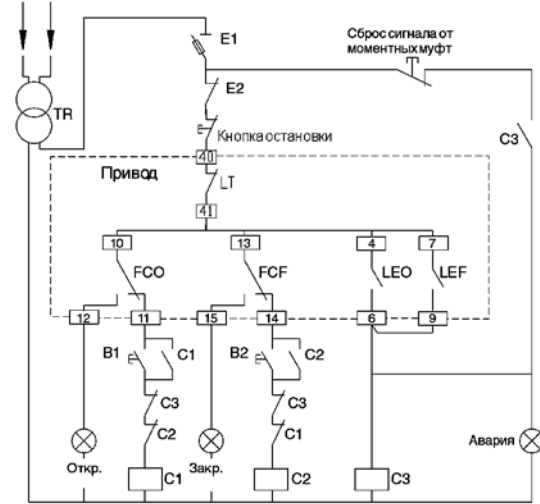 Сброс сигнала от
моментных муфт
E1
E2
TR
Кнопка остановки
C3
40
Привод
LT
41
10
13
4
7
FCO
FCF
LEO
LEF
12
11
15
14
6
9
B1
C1
B2
C2
C3
C3
C2
C1
Откр.
Закр.
Авария
C1
C2
C3